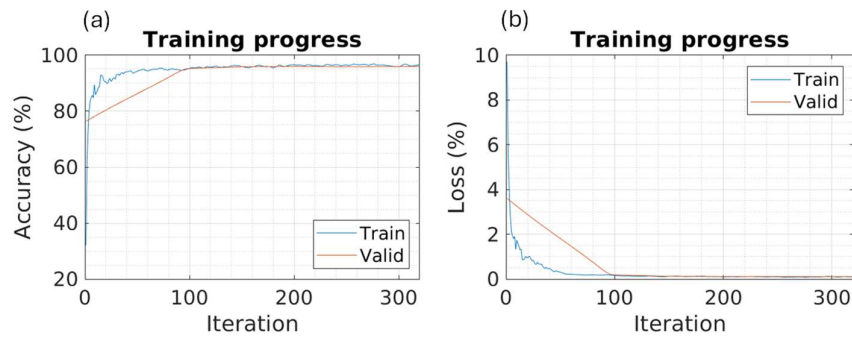 (a)
Training progress
Accuracy (%)
100
80
60
40
20
0
100
200
300
Iteration
Train
Valid
(b)
Training progress
Loss (%)
10
8
6
4
2
0
0
100
200
300
Iteration
Train
Valid